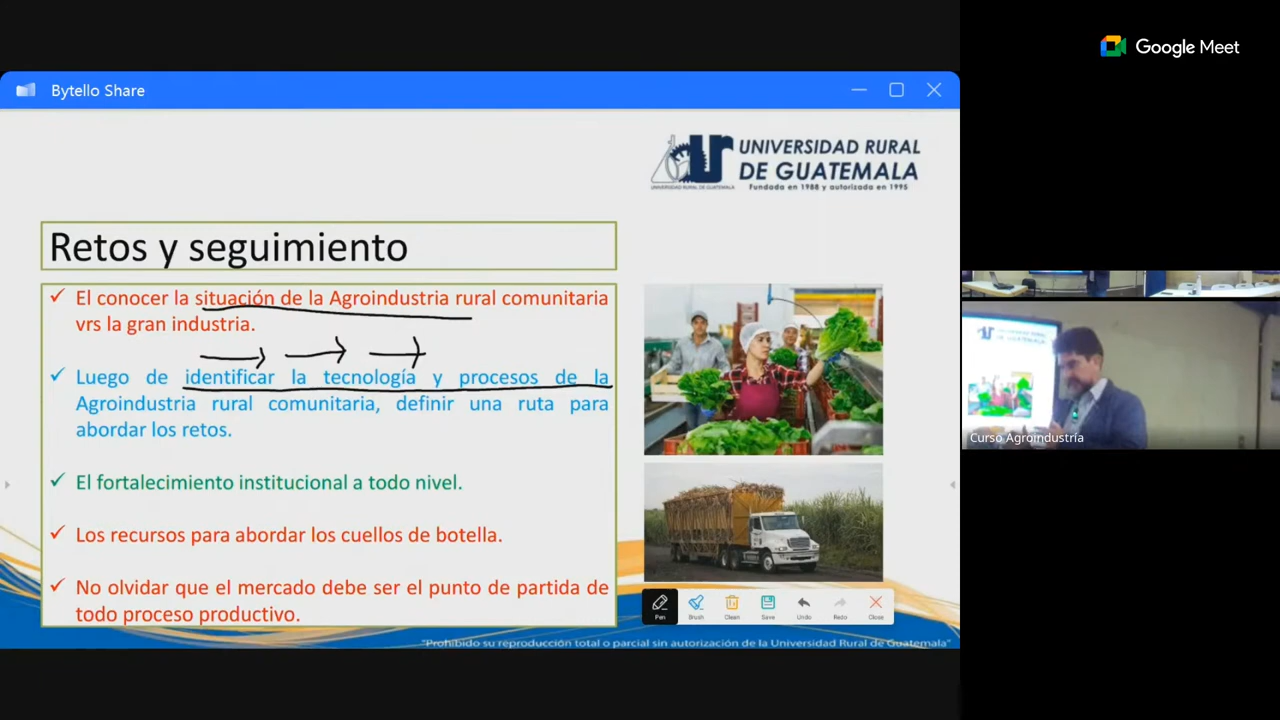 Google Meet
Bytello Share
UNIVERSIDAD RURAL
DE GUATEMALA
Fundada en 1988 y autorizada en 1995
UNIVERSIDAD RURAL DE GUATEMALA
Retos y seguimiento
El conocer la situación de la Agroindustria rural comunitaria
vrs la gran industria.
Luego de identificar la tecnología y procesos de la
Agroindustria rural comunitaria, definir una ruta para
abordar los retos.
El fortalecimiento institucional a todo nivel.
Los recursos para abordar los cuellos de botella.
No olvidar que el mercado debe ser el punto de partida de
todo proceso productivo.
Pen Brush Clean Save Undo Redo Close
"Prohibido su reproducción total o parcial sin autorización de la Universidad Rural de Guatemala"
Curso Agroindustría